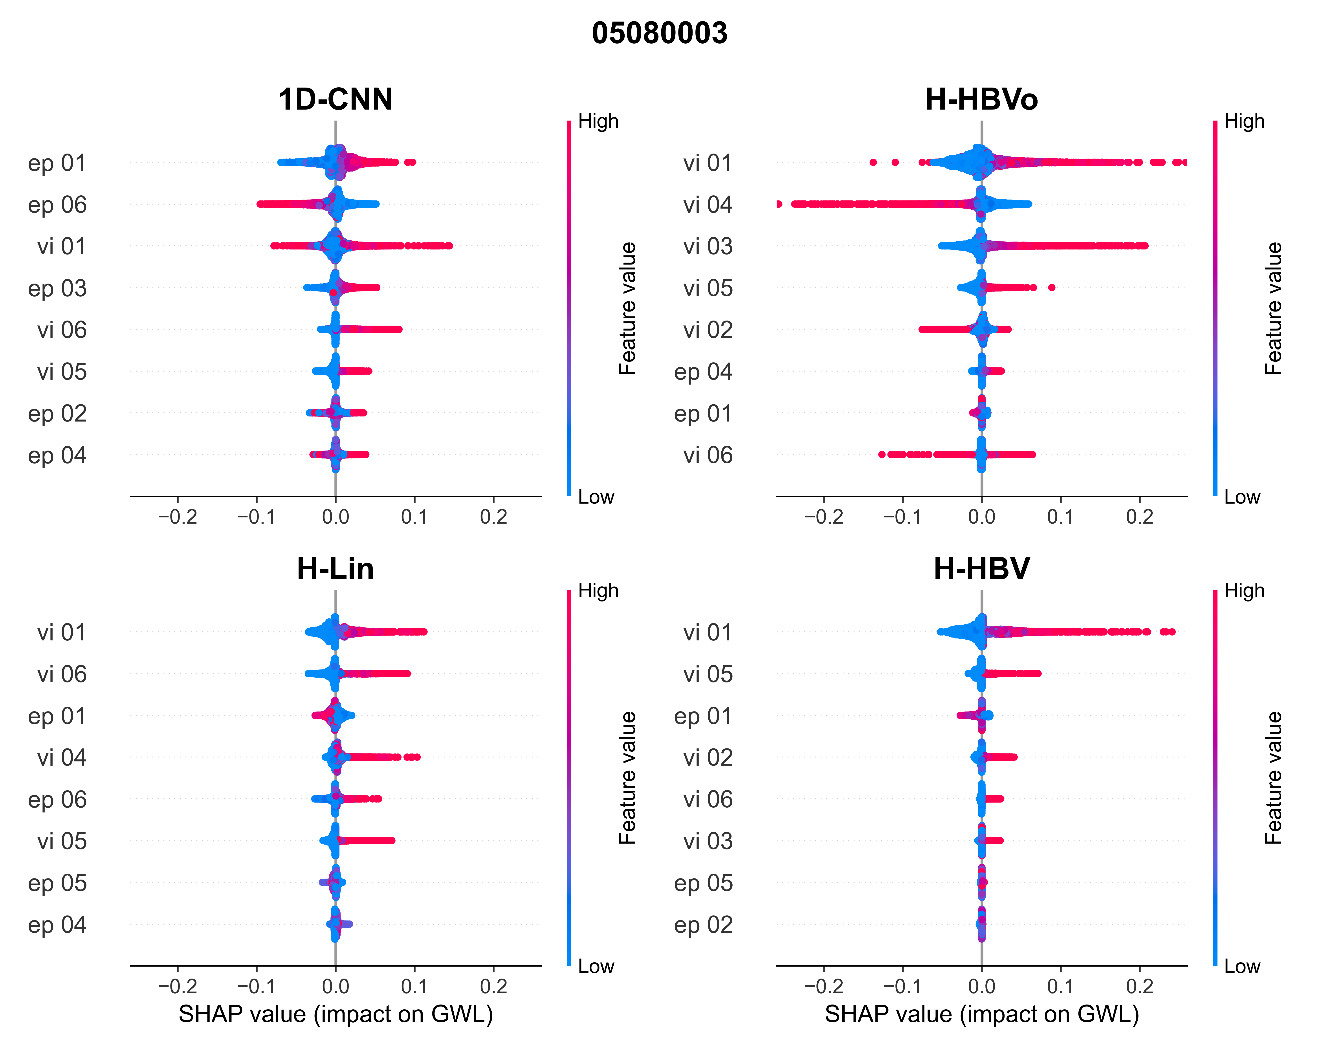 05080003
1D-CNN
High
ep 01
ep 06
vi 01
ep 03
vi 06
vi 05
ep 02
ep 04
Feature value
Low
−0.2 −0.1 0.0 0.1 0.2
H-HBVo
High
vi 01
vi 04
vi 03
vi 05
vi 02
ep 04
ep 01
vi 06
Feature value
Low
−0.2 −0.1 0.0 0.1 0.2
H-Lin
High
vi 01
vi 06
ep 01
vi 04
ep 06
vi 05
ep 05
ep 04
Feature value
Low
−0.2 −0.1 0.0 0.1 0.2
SHAP value (impact on GWL)
H-HBV
High
vi 01
vi 05
ep 01
vi 02
vi 06
vi 03
ep 05
ep 02
Feature value
Low
−0.2 −0.1 0.0 0.1 0.2
SHAP value (impact on GWL)